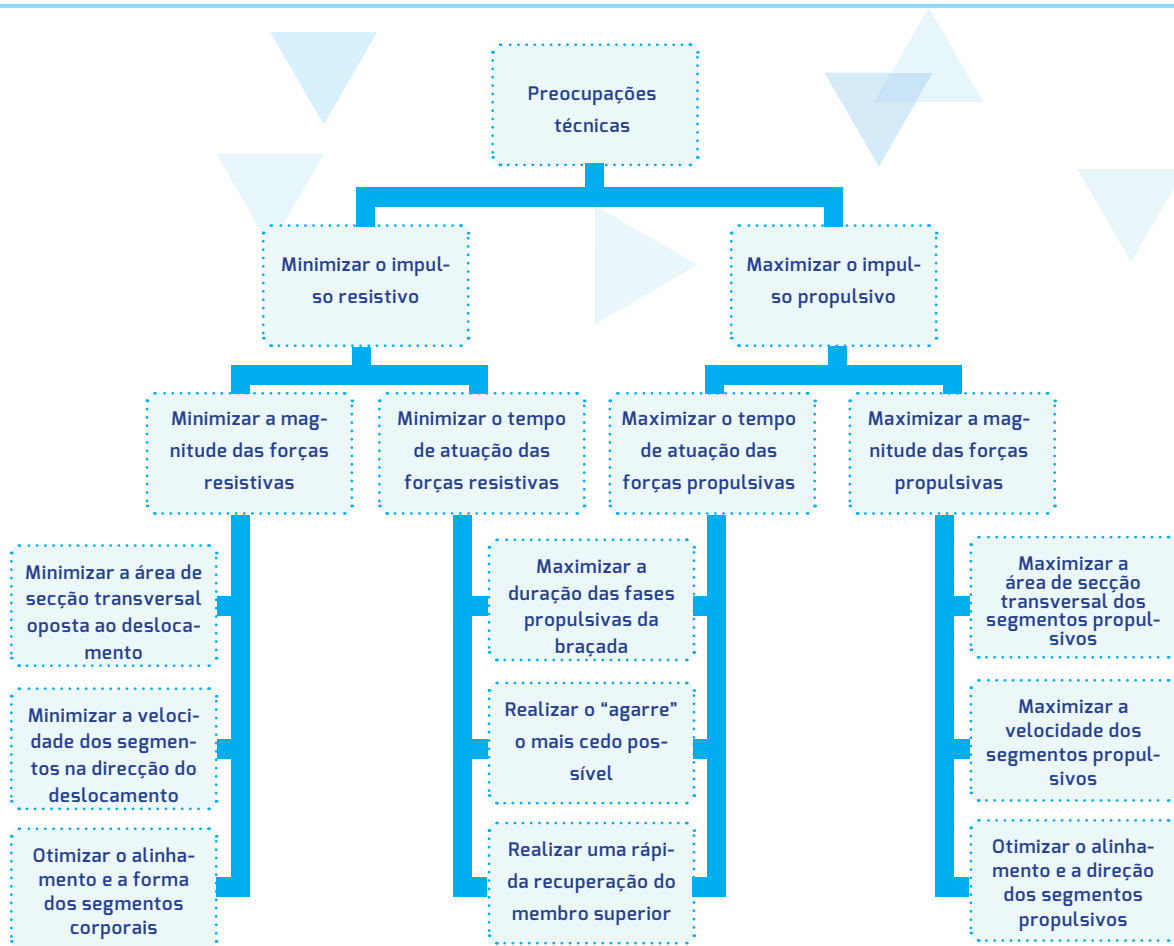 Preocupações
técnicas
Minimizar o impul-
so resistivo
Maximizar o impul-
so propulsivo
Minimizar a mag-
nitude das forças
resistivas
Minimizar o tempo
de atuação das
forças resistivas
Maximizar o tempo
de atuação das
forças propulsivas
Maximizar a mag-
nitude das forças
propulsivas
Minimizar a área de
secção transversal
oposta ao desloca-
mento
Maximizar a
duração das fases
propulsivas da
braçada
Maximizar a
área de secção
transversal dos
segmentos propul-
sivos
Minimizar a veloci-
dade dos segmen-
tos na direcção do
deslocamento
Realizar o “agarre”
o mais cedo pos-
sível
Maximizar a
velocidade dos
segmentos propul-
sivos
Otimizar o alinha-
mento e a forma
dos segmentos
corporais
Realizar uma rápi-
da recuperação do
membro superior
Otimizar o alinha-
mento e a direção
dos segmentos
propulsivos